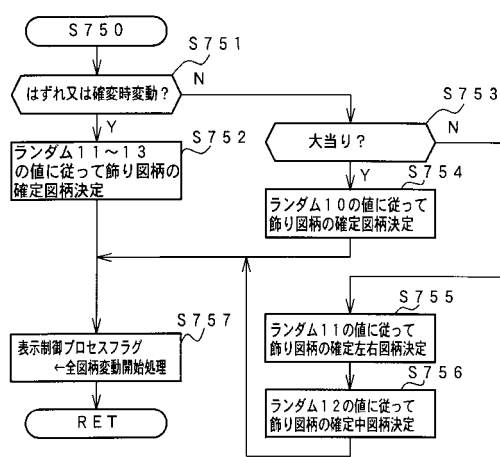 S750
S751
はずれ又は確変時変動?
N
Y
S752
ランダム11~13
の値に従って飾り図柄の
確定図柄決定
S753
大当り?
N
Y
S754
ランダム10の値に従って
飾り図柄の確定図柄決定
S755
ランダム11の値に従って
飾り図柄の確定左右図柄決定
S756
ランダム12の値に従って
飾り図柄の確定中図柄決定
S757
表示制御プロセスフラグ
←全図柄変動開始処理
RET